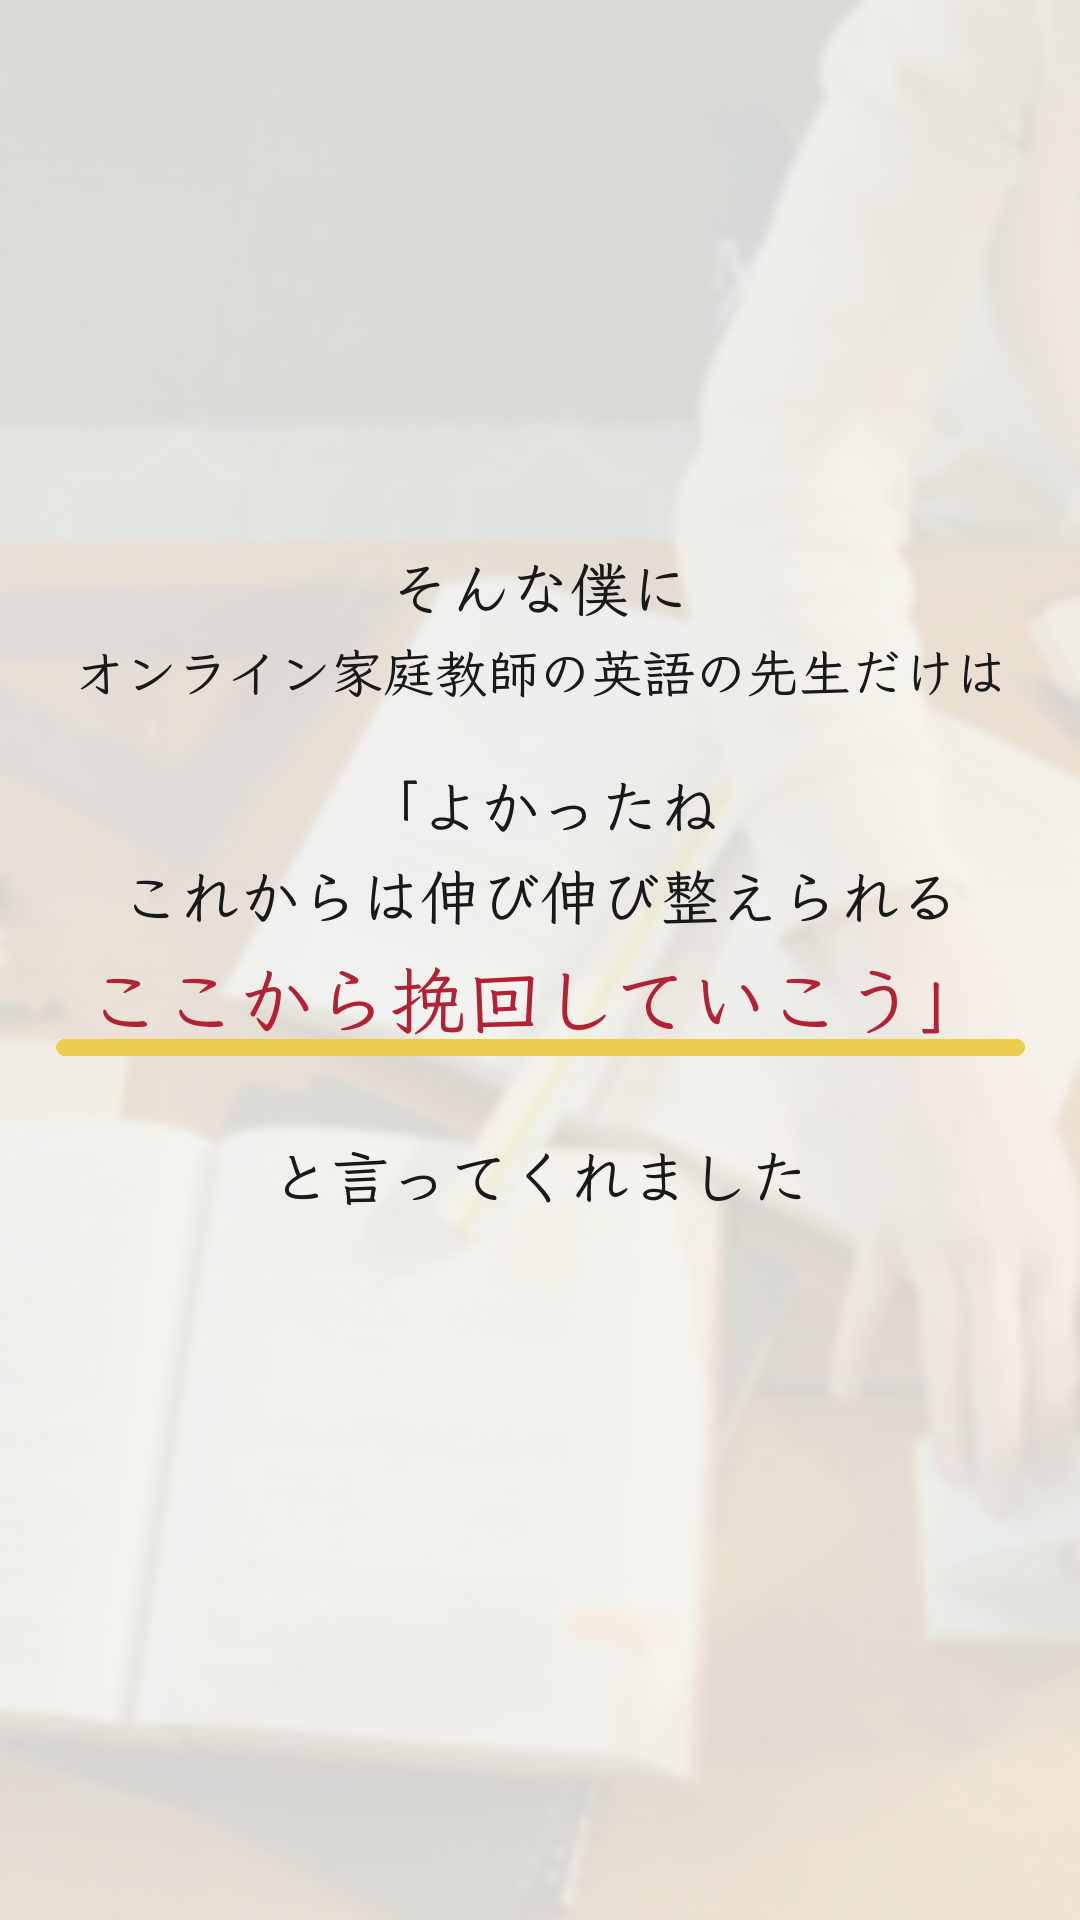 そんな僕に
オンライン家庭教師の英語の先生だけは
「よかったね
これからは伸び伸び整えられる
ここから挽回していこう」
と言ってくれました